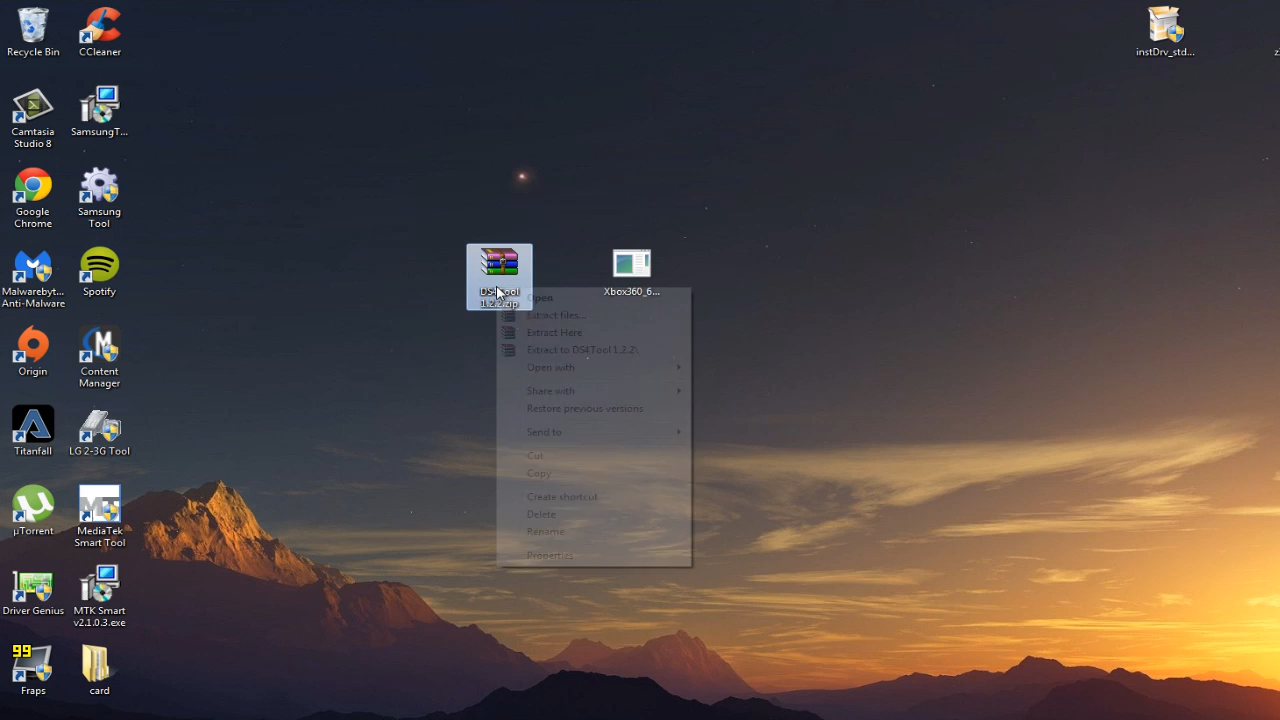 Recycle Bin
CCleaner
instDrv_std...
Camtasia
Studio 8
SamsungT...
Google
Chrome
Samsung
Tool
Malwarebyt...
Anti-Malware
Spotify
DS4Tool
1.2.2.zip
Xbox360_6...
Open
Extract files...
Extract Here
Extract to DS4Tool 1.2.2\
Open with
Share with
Restore previous versions
Send to
Cut
Copy
Create shortcut
Delete
Rename
Properties
Origin
Content
Manager
Titanfall
LG 2-3G Tool
µTorrent
MediaTek
Smart Tool
Driver Genius
MTK Smart
v2.1.0.3.exe
99
Fraps
card